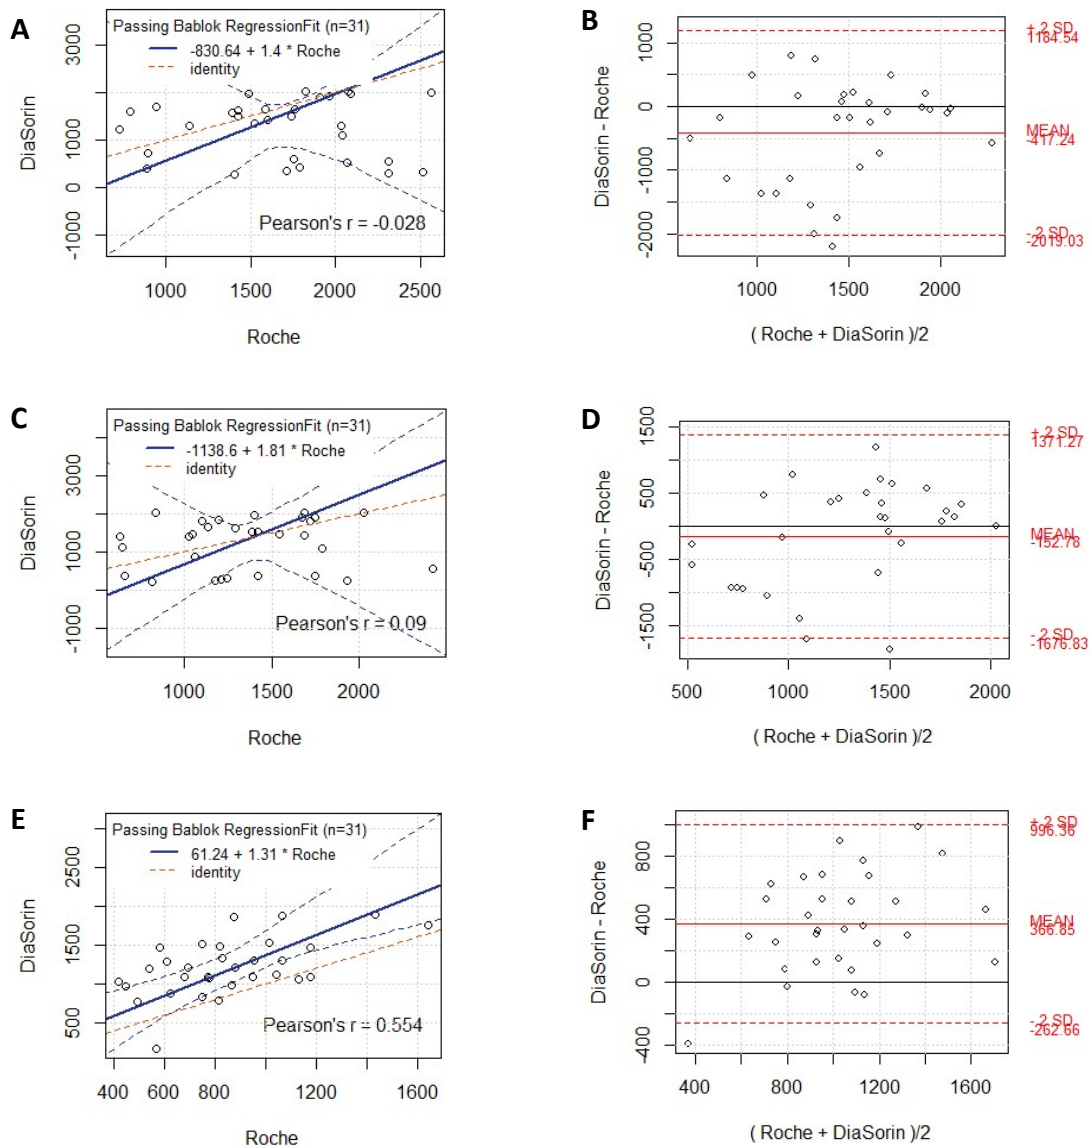 A
Passing Bablok RegressionFit (n=31)
-830.64 + 1.4 * Roche
identity
3000
2000
1000
0
-1000
DiaSorin
Pearson's r = -0.028
1000 1500 2000 2500
Roche
B
1000
0
-1000
-2000
DiaSorin - Roche
+ 2 SD
1184.54
MEAN
-417.24
- 2 SD
-2019.03
1000 1500 2000
( Roche + DiaSorin )/2
C
Passing Bablok RegressionFit (n=31)
-1138.6 + 1.81 * Roche
identity
3000
1000
-1000
DiaSorin
Pearson's r = 0.09
1000 1500 2000
Roche
D
1500
500
-500
-1500
DiaSorin - Roche
+ 2 SD
1371.27
MEAN
-152.78
- 2 SD
-1676.83
500 1000 1500 2000
( Roche + DiaSorin )/2
E
Passing Bablok RegressionFit (n=31)
61.24 + 1.31 * Roche
identity
2500
1500
500
DiaSorin
Pearson's r = 0.554
400 600 800 1200 1600
Roche
F
800
400
0
-400
DiaSorin - Roche
+ 2 SD
996.36
MEAN
366.85
- 2 SD
-262.66
400 800 1200 1600
( Roche + DiaSorin )/2